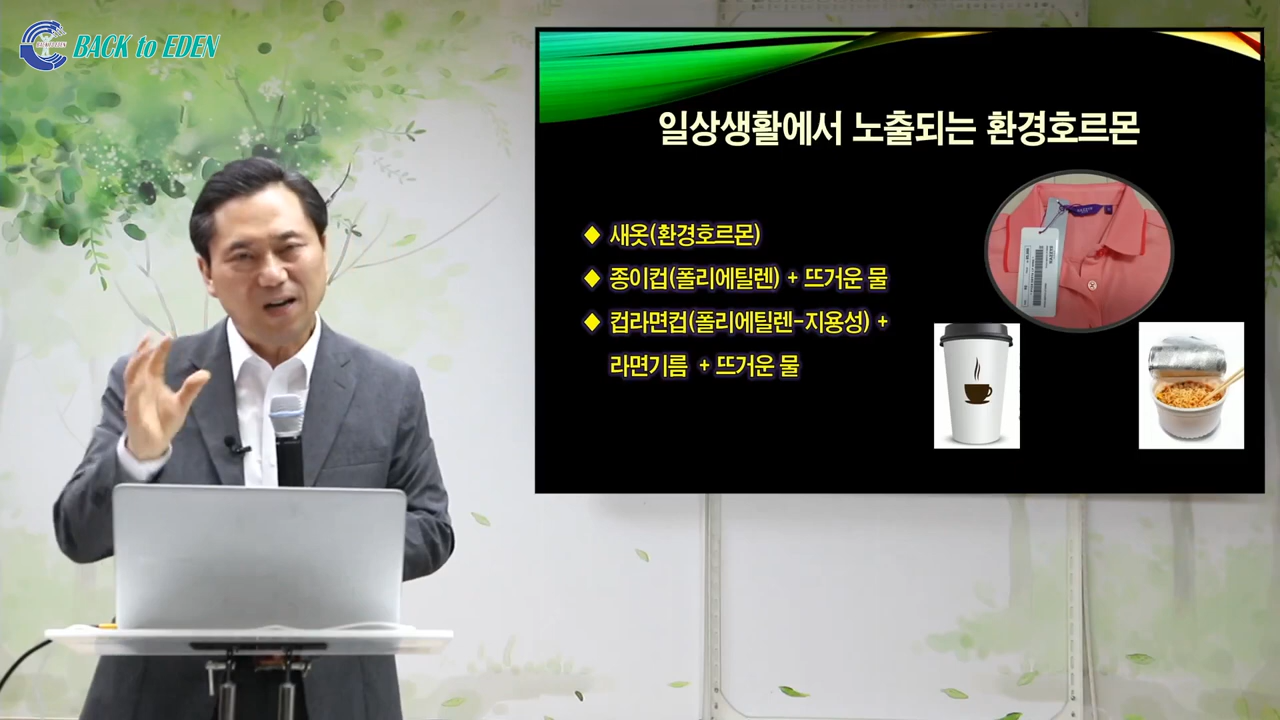 BACK to EDEN
일상생활에서 노출되는 환경호르몬
◆ 새옷(환경호르몬)
◆ 종이컵(폴리에틸렌) + 뜨거운 물
◆ 컵라면컵(폴리에틸렌-지용성) +
라면기름 + 뜨거운 물